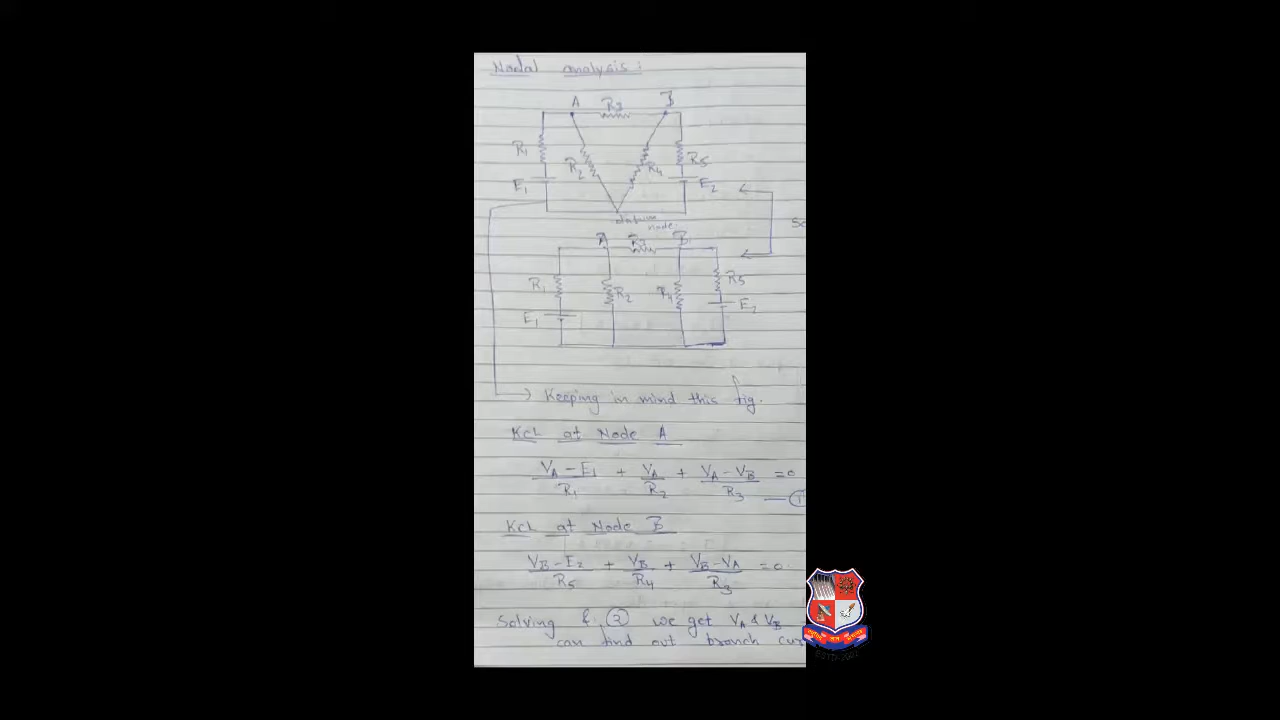 Nodal analysis :
A R3 B
R1 R2 R4 R5
E1 E2
datum
node.
A R3 B
R1 R2 R4 R5
E1 E2
→ Keeping in mind this fig.
KCL at Node A
VA – E1 / R1 + VA / R2 + VA – VB / R3 = 0
— 1
KCL at Node B
VB – E2 / R5 + VB / R4 + VB – VA / R3 = 0
Solving & 2 we get VA & VB
can find out branch cur